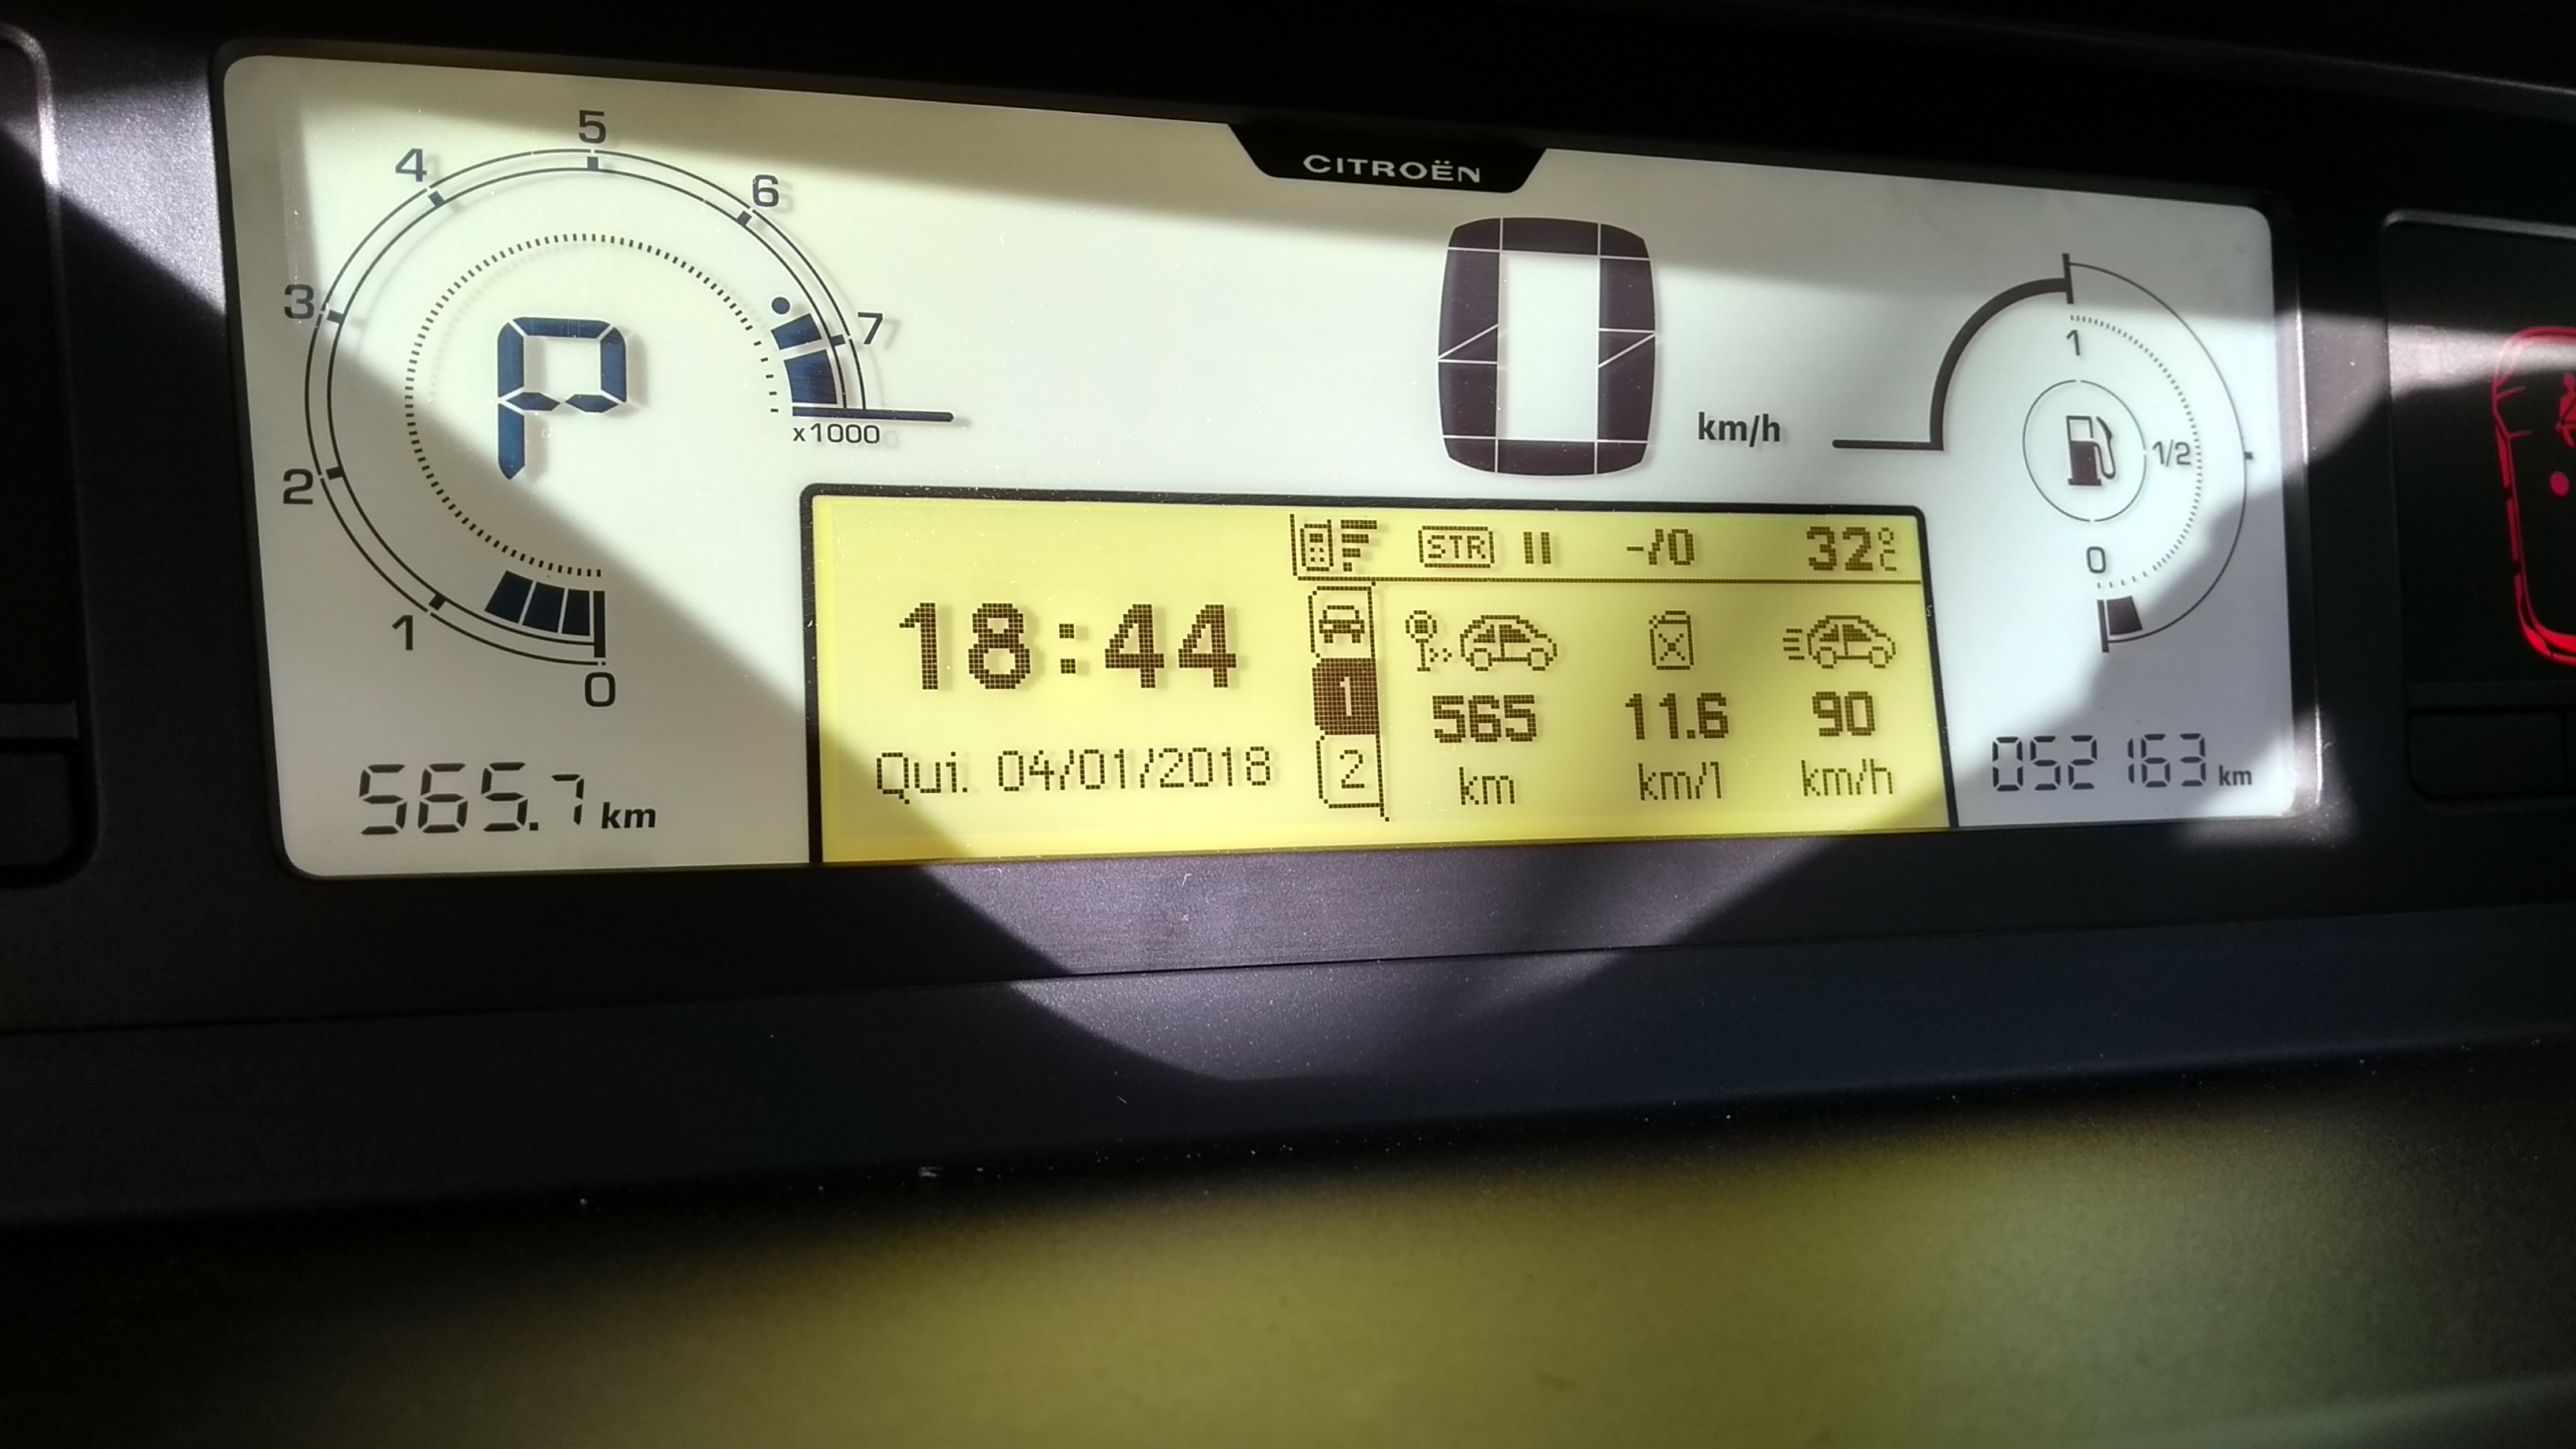 CITROËN
5
4
6
3
7
P
0
km/h
x1000
1
1/2
2
0
STR II -/0 32°C
18:44
1
1
565 11.6 90
0
Qui. 04/01/2018
2
km km/l km/h
565.7 km
052163 km